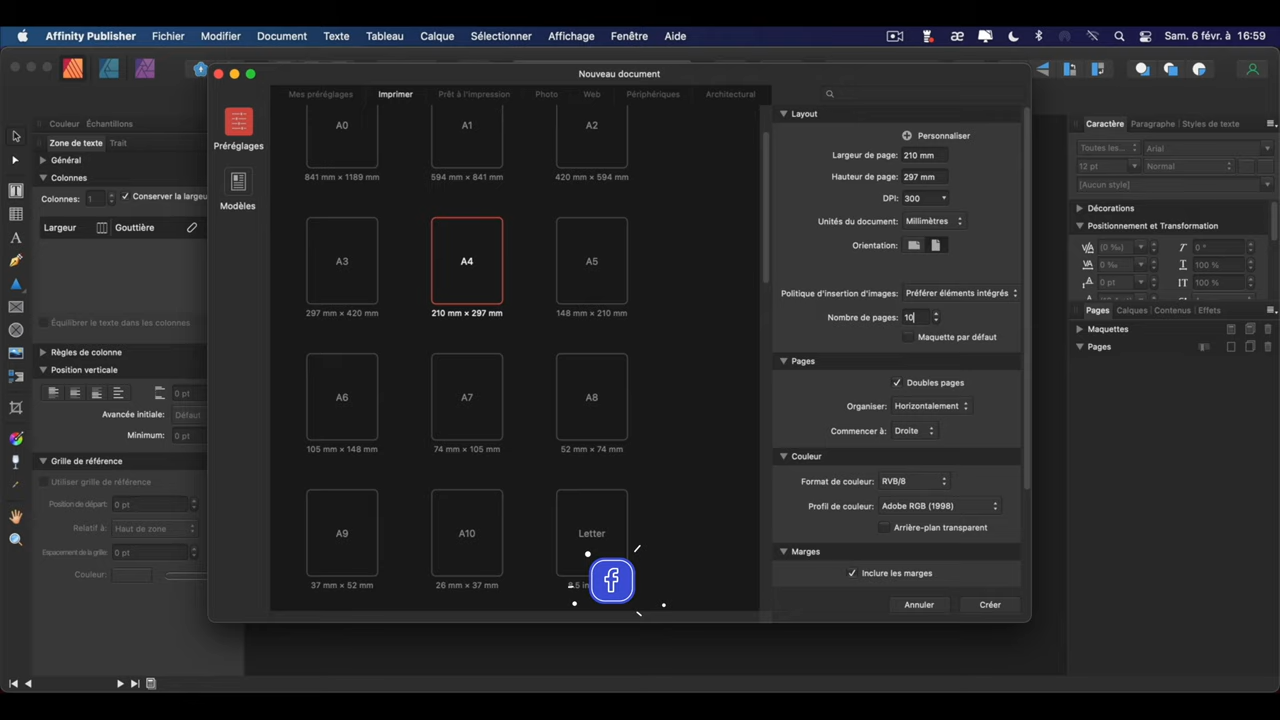 Affinity Publisher Fichier Modifier Document Texte Tableau Calque Sélectionner Affichage Fenêtre Aide
Sam. 6 févr. à 16:59
Nouveau document
Couleur Échantillons
Zone de texte Trait
Général
Colonnes
Colonnes: 1 Conserver la largeu
Largeur Gouttière
Équilibrer le texte dans les colonnes
Règles de colonne
Position verticale
0 pt
Avancée initiale: Défaut
Minimum: 0 pt
Grille de référence
Utiliser grille de référence
Position de départ: 0 pt
Relatif à: Haut de zone
Espacement de la grille: 0 pt
Couleur:
Préréglages
Modèles
Mes préréglages Imprimer Prêt à l'impression Photo Web Périphériques Architectural
A0 A1 A2
841 mm × 1189 mm 594 mm × 841 mm 420 mm × 594 mm
A3 A4 A5
297 mm × 420 mm 210 mm × 297 mm 148 mm × 210 mm
A6 A7 A8
105 mm × 148 mm 74 mm × 105 mm 52 mm × 74 mm
A9 A10 Letter
37 mm × 52 mm 26 mm × 37 mm
Layout
Personnaliser
Largeur de page: 210 mm
Hauteur de page: 297 mm
DPI: 300
Unités du document: Millimètres
Orientation:
Politique d'insertion d'images: Préférer éléments intégrés
Nombre de pages: 10
Maquette par défaut
Pages
Doubles pages
Organiser: Horizontalement
Commencer à: Droite
Couleur
Format de couleur: RVB/8
Profil de couleur: Adobe RGB (1998)
Arrière-plan transparent
Marges
Inclure les marges
Annuler Créer
Caractère Paragraphe Styles de texte
Toutes les... Arial
12 pt Normal
[Aucun style]
Décorations
Positionnement et Transformation
(0 ‰) 0 °
0 ‰ 100 %
0 pt 100 %
Pages Calques Contenus Effets
Maquettes
Pages